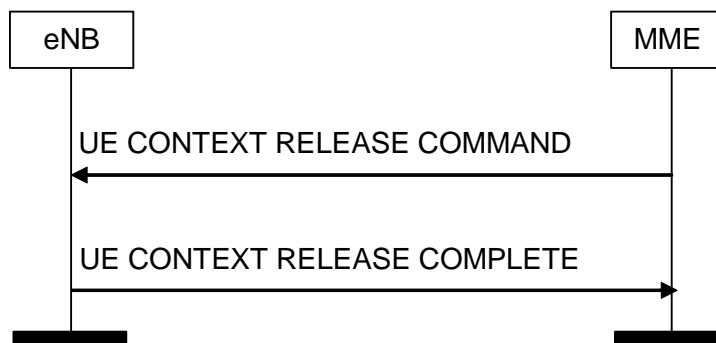 eNB
MME
UE CONTEXT RELEASE COMMAND
UE CONTEXT RELEASE COMPLETE